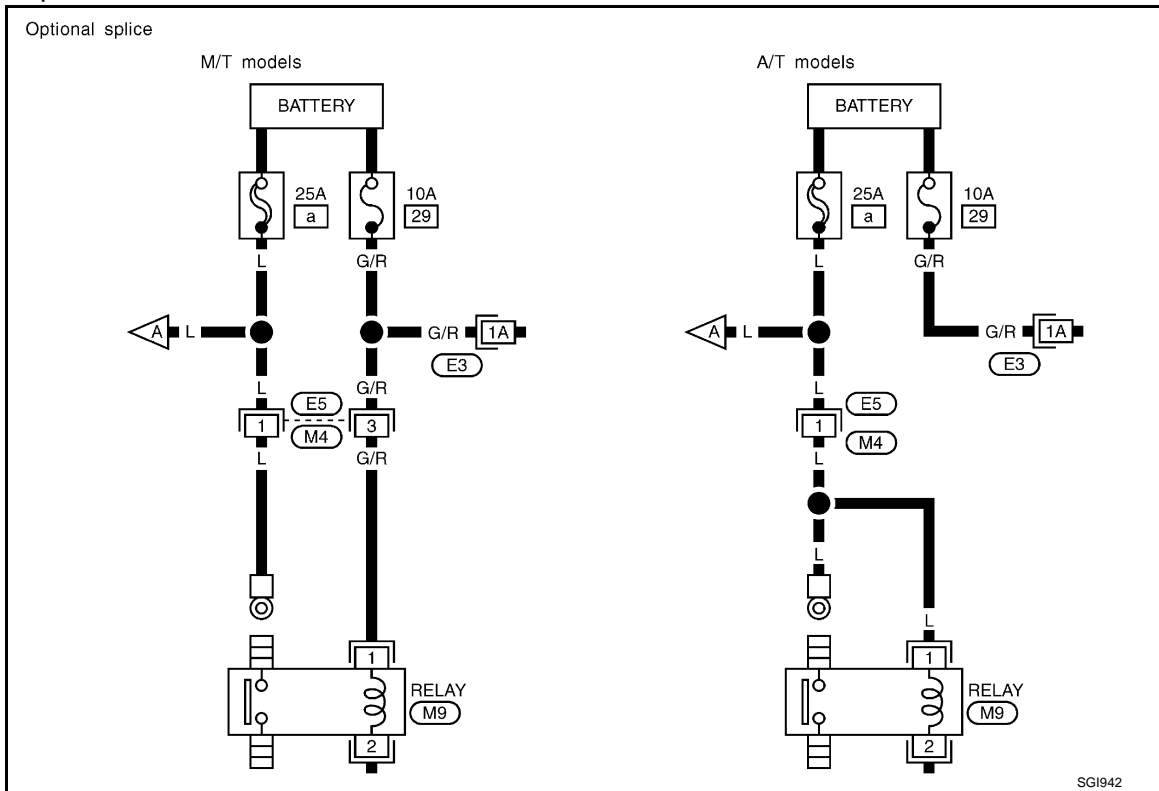 Optional splice
M/T models
BATTERY
25A
a
10A
29
L
G/R
A
L
G/R
1A
E3
L
G/R
1
E5
M4
3
L
G/R
1
RELAY
M9
2
A/T models
BATTERY
25A
a
10A
29
L
G/R
A
L
G/R
1A
E3
L
1
E5
M4
L
L
L
1
RELAY
M9
2
SGI942